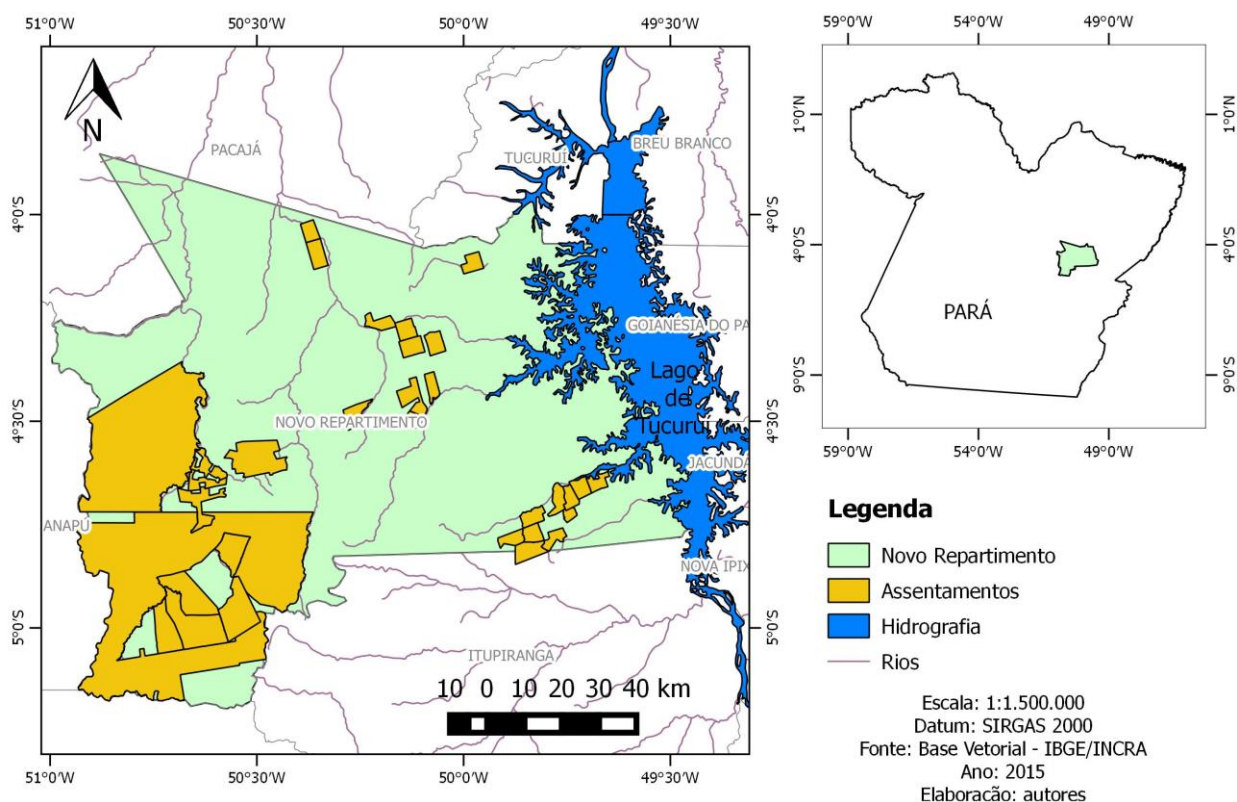 51°0'W 50°30'W 50°0'W 49°30'W
59°0'W 54°0'W 49°0'W
N
PACAJÁ
TUCURUÍ
BREU BRANCO
4°0'S
4°0'S
1°0'N
1°0'N
4°0'S
4°0'S
GOIANÉSIA DO PA
PARÁ
Lago
de
Tucuruí
9°0'S
9°0'S
4°30'S
NOVO REPARTIMENTO
4°30'S
59°0'W 54°0'W 49°0'W
JACUNDA
ANAPÚ
NOVA IPIX
5°0'S
5°0'S
ITUPIRANGA
10 0 10 20 30 40 km
51°0'W 50°30'W 50°0'W 49°30'W
Legenda
Novo Repartimento
Assentamentos
Hidrografia
Rios
Escala: 1:1.500.000
Datum: SIRGAS 2000
Fonte: Base Vetorial - IBGE/INCRA
Ano: 2015
Elaboração: autores